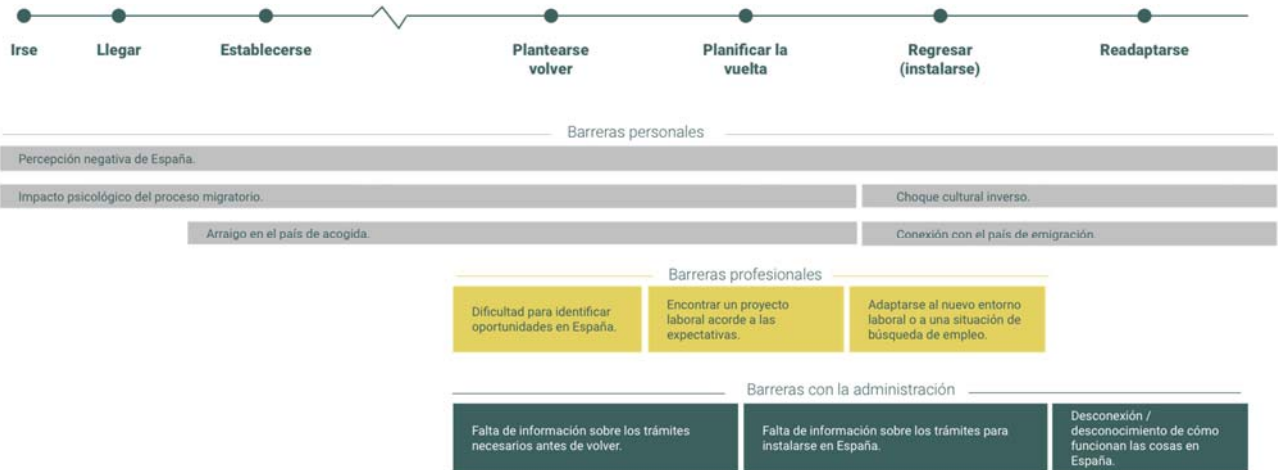 Irse
Llegar
Establecerse
Plantearse
volver
Planificar la
vuelta
Regresar
(instalarse)
Readaptarse
Barreras personales
Percepción negativa de España.
Impacto psicológico del proceso migratorio.
Choque cultural inverso.
Arraigo en el país de acogida.
Conexión con el país de emigración.
Barreras profesionales
Dificultad para identificar
oportunidades en España.
Encontrar un proyecto
laboral acorde a las
expectativas.
Adaptarse al nuevo entorno
laboral o a una situación de
búsqueda de empleo.
Barreras con la administración
Falta de información sobre los trámites
necesarios antes de volver.
Falta de información sobre los trámites para
instalarse en España.
Desconexión /
desconocimiento de cómo
funcionan las cosas en
España.